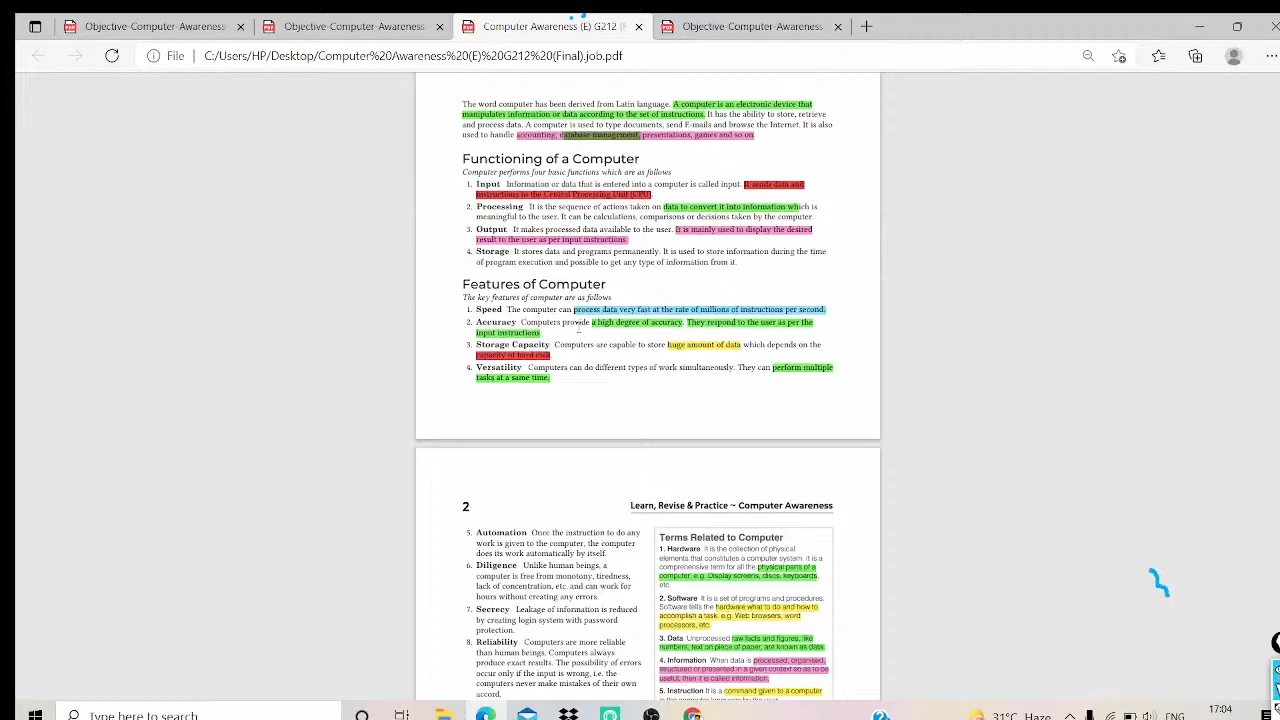 Objective-Computer-Awareness-
Objective-Computer-Awareness-
Computer Awareness (E) G212 (F
Objective-Computer-Awareness-
File
C:/Users/HP/Desktop/Computer%20Awareness%20(E)%20G212%20(Final).job.pdf
The word computer has been derived from Latin language. A computer is an electronic device that
manipulates information or data according to the set of instructions. It has the ability to store, retrieve
and process data. A computer is used to type documents, send E-mails and browse the Internet. It is also
used to handle accounting, database management, presentations, games and so on.
Functioning of a Computer
Computer performs four basic functions which are as follows
1. Input Information or data that is entered into a computer is called input. It sends data and
instructions to the Central Processing Unit (CPU).
2. Processing It is the sequence of actions taken on data to convert it into information which is
meaningful to the user. It can be calculations, comparisons or decisions taken by the computer.
3. Output It makes processed data available to the user. It is mainly used to display the desired
result to the user as per input instructions.
4. Storage It stores data and programs permanently. It is used to store information during the time
of program execution and possible to get any type of information from it.
Features of Computer
The key features of computer are as follows
1. Speed The computer can process data very fast at the rate of millions of instructions per second.
2. Accuracy Computers provide a high degree of accuracy. They respond to the user as per the
input instructions.
3. Storage Capacity Computers are capable to store huge amount of data which depends on the
capacity of hard disk.
4. Versatility Computers can do different types of work simultaneously. They can perform multiple
tasks at a same time.
2
Learn, Revise & Practice ~ Computer Awareness
5. Automation Once the instruction to do any
work is given to the computer, the computer
does its work automatically by itself.
6. Diligence Unlike human beings, a
computer is free from monotony, tiredness,
lack of concentration, etc. and can work for
hours without creating any errors.
7. Secrecy Leakage of information is reduced
by creating login system with password
protection.
8. Reliability Computers are more reliable
than human beings. Computers always
produce exact results. The possibility of errors
occur only if the input is wrong, i.e. the
computers never make mistakes of their own
accord.
Terms Related to Computer
1. Hardware It is the collection of physical
elements that constitutes a computer system. It is a
comprehensive term for all the physical parts of a
computer. e.g. Display screens, discs, keyboards,
etc.
2. Software It is a set of programs and procedures.
Software tells the hardware what to do and how to
accomplish a task. e.g. Web browsers, word
processors, etc.
3. Data Unprocessed raw facts and figures, like
numbers, text on piece of paper, are known as data.
4. Information When data is processed, organised,
structured or presented in a given context so as to be
useful, then it is called information.
5. Instruction It is a command given to a computer
Type here to search
31°C Haze
ENG
17:04